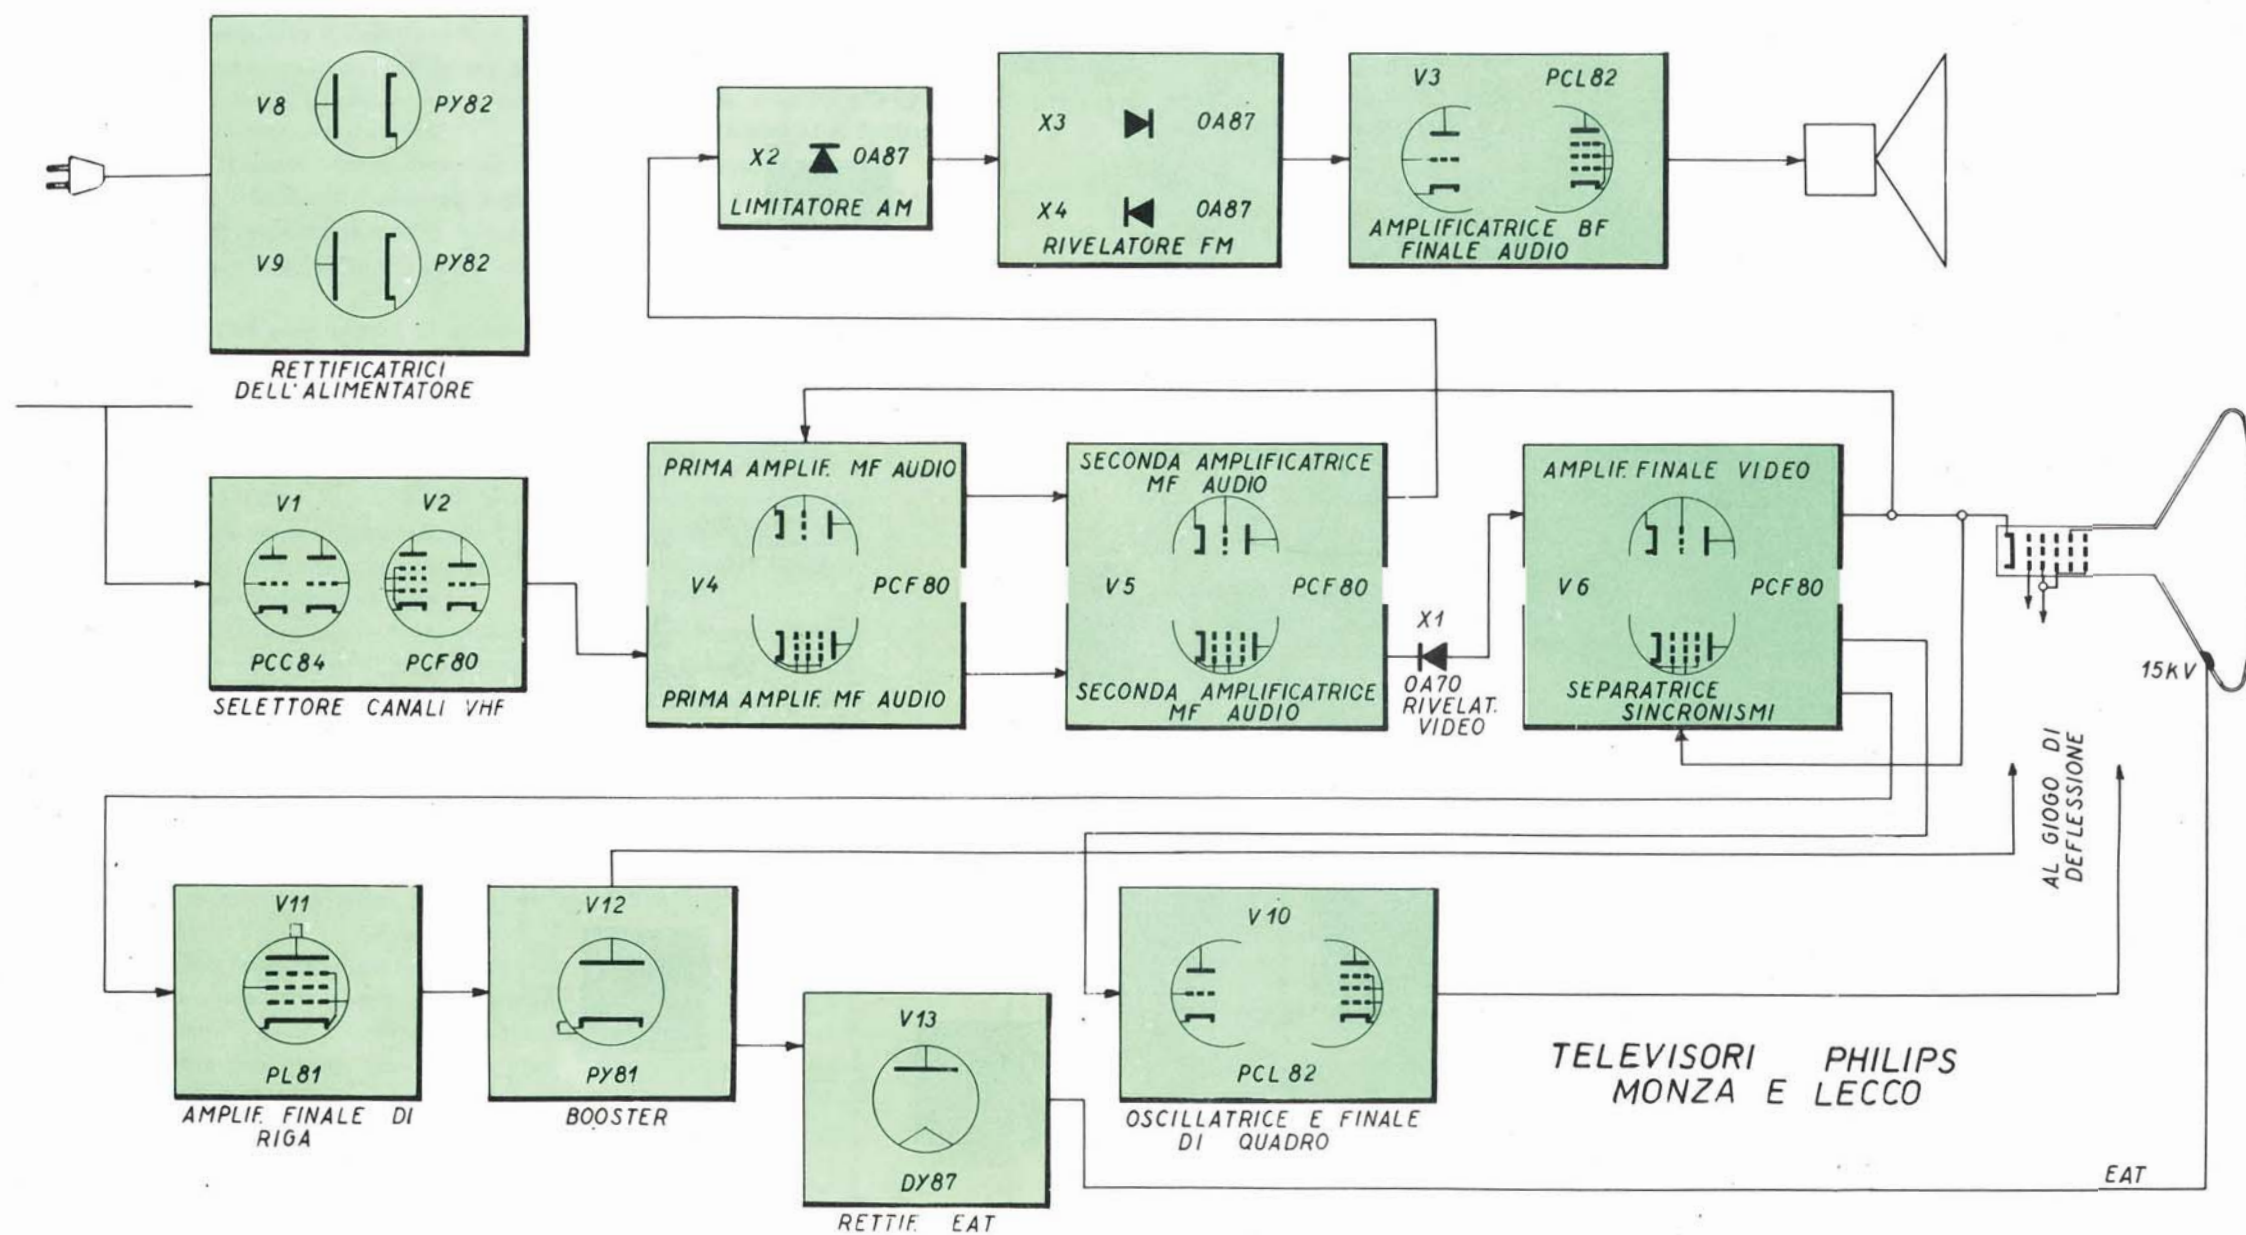 V8 PY82
V9 PY82
RETTIFICATRICI
DELL'ALIMENTATORE
X2 OA87
LIMITATORE AM
X3 OA87
X4 OA87
RIVELATORE FM
V3 PCL82
AMPLIFICATRICE BF
FINALE AUDIO
V1 V2
PCC84 PCF80
SELETTORE CANALI VHF
PRIMA AMPLIF. MF AUDIO
V4 PCF80
PRIMA AMPLIF. MF AUDIO
SECONDA AMPLIFICATRICE
MF AUDIO
V5 PCF80
SECONDA AMPLIFICATRICE
MF AUDIO
X1
OA70
RIVELAT.
VIDEO
AMPLIF. FINALE VIDEO
V6 PCF80
SEPARATRICE
SINCRONISMI
15KV
AL GIOGO DI
DEFLESSIONE
V11
PL81
AMPLIF. FINALE DI
RIGA
V12
PY81
BOOSTER
V13
DY87
RETTIF. EAT
V10
PCL 82
OSCILLATRICE E FINALE
DI QUADRO
TELEVISORI PHILIPS
MONZA E LECCO
EAT